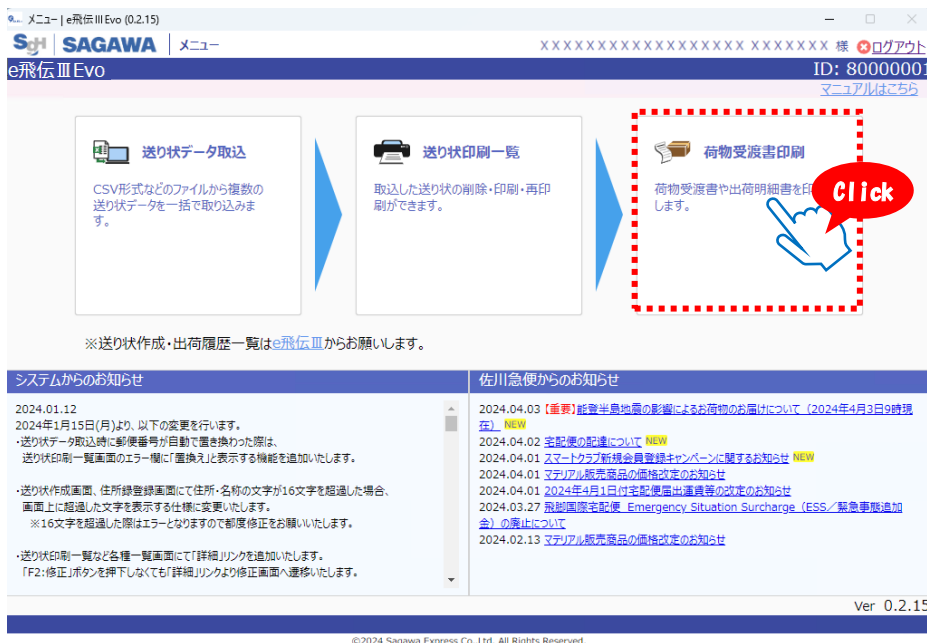 メニュー | e飛伝ⅢEvo (0.2.15)
SGH SAGAWA メニュー XXXXXXXXXXXXXXXXXX XXXXXXX 様 ログアウト
e飛伝ⅢEvo ID: 80000001
マニュアルはこちら
送り状データ取込
CSV形式などのファイルから複数の
送り状データを一括で取り込みま
す。
送り状印刷一覧
取込した送り状の削除・印刷・再印
刷ができます。
荷物受渡書印刷
荷物受渡書や出荷明細書を印
します。
Click
※送り状作成・出荷履歴一覧はe飛伝Ⅲからお願いします。
システムからのお知らせ
2024.01.12
2024年1月15日(月)より、以下の変更を行います。
・送り状データ取込時に郵便番号が自動で置き換わった際は、
送り状印刷一覧画面のエラー欄に「置換え」と表示する機能を追加いたします。
・送り状作成画面、住所録登録画面にて住所・名称の文字が16文字を超過した場合、
画面上に超過した文字を表示する仕様に変更いたします。
※16文字を超過した際はエラーとなりますので都度修正をお願いいたします。
・送り状印刷一覧など各種一覧画面にて「詳細」リンクを追加いたします。
「F2:修正」ボタンを押下しなくても「詳細」リンクより修正画面へ遷移いたします。
佐川急便からのお知らせ
2024.04.03 【重要】能登半島地震の影響によるお荷物のお届けについて（2024年4月3日9時現
在） NEW
2024.04.02 宅配便の配達について NEW
2024.04.01 スマートクラブ新規会員登録キャンペーンに関するお知らせ NEW
2024.04.01 マテリアル販売商品の価格改定のお知らせ
2024.04.01 2024年4月1日付宅配便届出運賃等の改定のお知らせ
2024.03.27 飛脚国際宅配便 Emergency Situation Surcharge（ESS／緊急事態追加
金）の廃止について
2024.02.13 マテリアル販売商品の価格改定のお知らせ
Ver 0.2.15
©2024 Sagawa Express Co.,Ltd. All Rights Reserved.